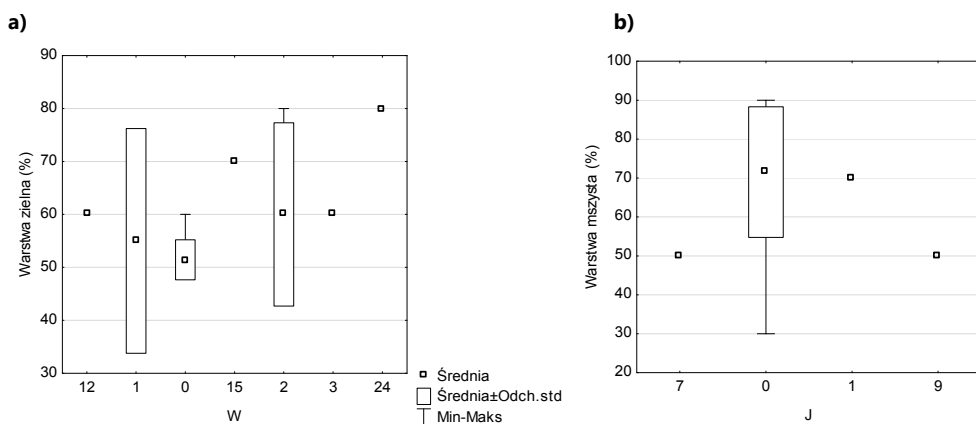 a)
90
80
70
60
50
40
30
Warstwa zielna (%)
12 1 0 15 2 3 24
W
Średnia
Średnia±Odch.std
Min-Maks
b)
100
90
80
70
60
50
40
30
20
Warstwa mszysta (%)
7 0 1 9
J